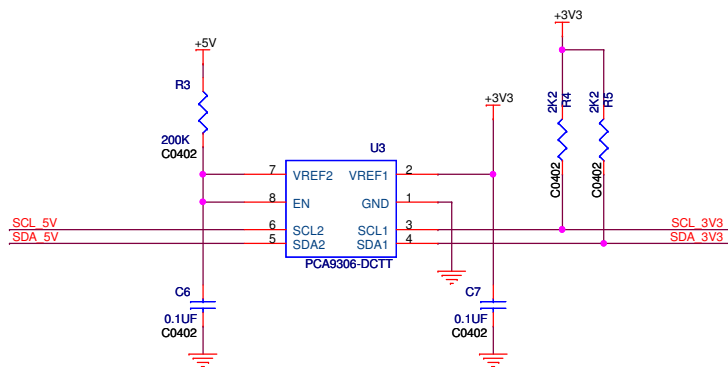 +3V3
+5V
R3
200K
C0402
+3V3
2K2
R4
C0402
2K2
R5
C0402
U3
7 VREF2 VREF1 2
8 EN GND 1
SCL_5V 6 SCL2 SCL1 3 SCL_3V3
SDA_5V 5 SDA2 SDA1 4 SDA_3V3
PCA9306-DCTT
C6
0.1UF
C0402
C7
0.1UF
C0402